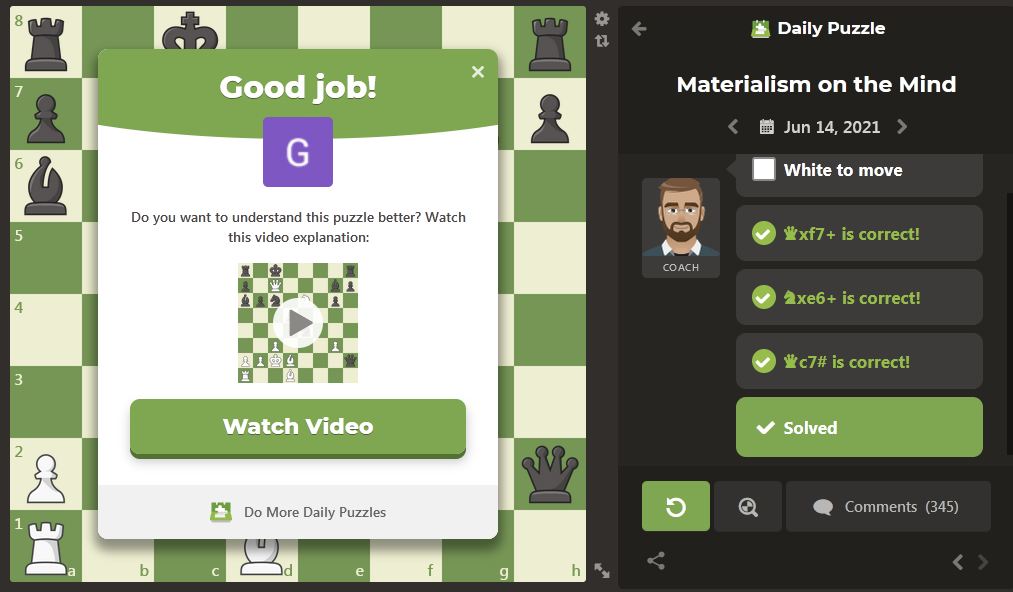 8
7
6
5
4
3
2
1
a
b
c
d
e
f
g
h
Good job!
×
G
Do you want to understand this puzzle better? Watch
this video explanation:
Watch Video
Do More Daily Puzzles
Daily Puzzle
Materialism on the Mind
Jun 14, 2021
White to move
COACH
♛xf7+ is correct!
♞xe6+ is correct!
♛c7# is correct!
Solved
Comments (345)